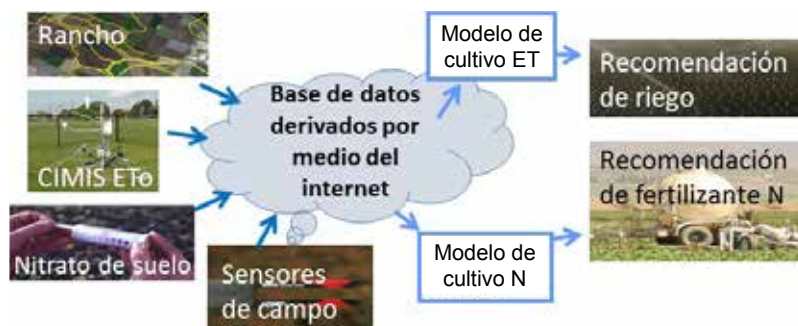 Rancho
CIMIS ETo
Nitrato de suelo
Sensores
de campo
Base de datos
derivados por
medio del
internet
Modelo de
cultivo ET
Recomendación
de riego
Modelo de
cultivo N
Recomendación
de fertilizante N